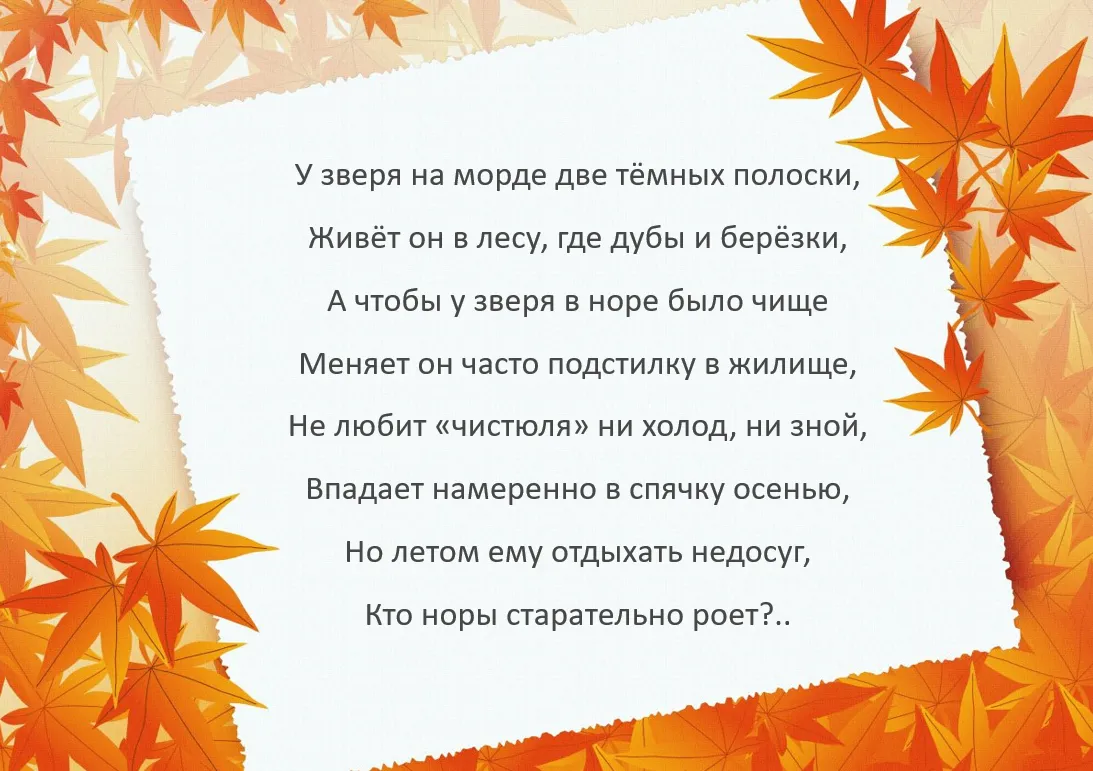 У зверя на морде две тёмных полоски,
Живёт он в лесу, где дубы и берёзки,
А чтобы у зверя в норе было чище
Меняет он часто подстилку в жилище,
Не любит «чистюля» ни холод, ни зной,
Впадает намеренно в спячку осенью,
Но летом ему отдыхать недосуг,
Кто норы старательно роет?..